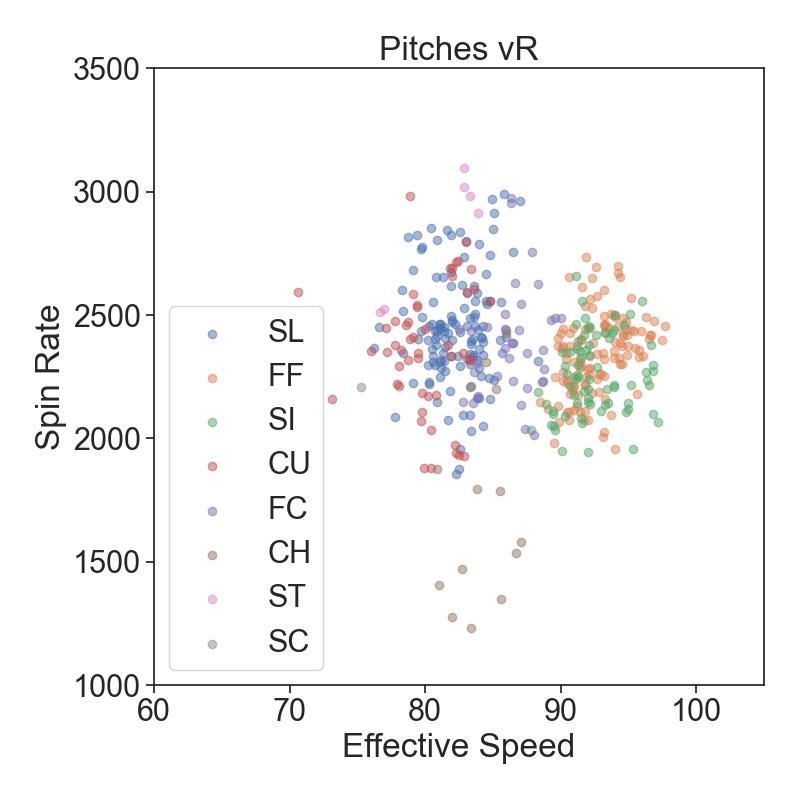 Pitches vR
3500
3000
2500
2000
1500
1000
Spin Rate
SL
FF
SI
CU
FC
CH
ST
SC
60 70 80 90 100
Effective Speed